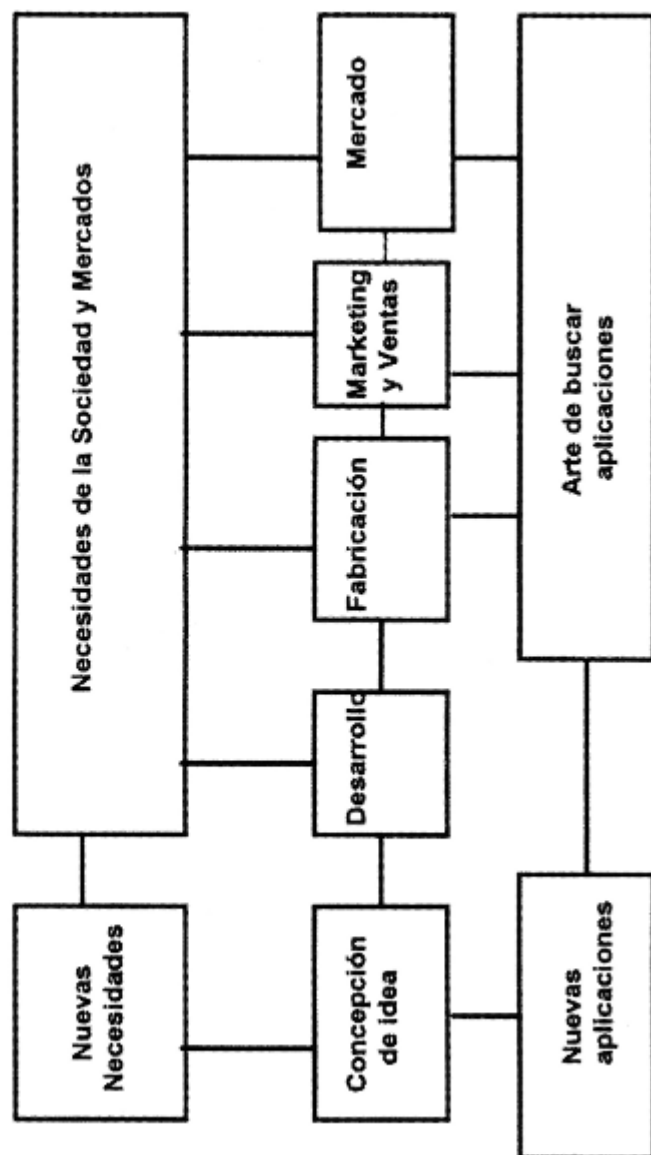 Nuevas
Necesidades
Necesidades de la Sociedad y Mercados
Concepción
de idea
Desarrollo
Fabricación
Marketing
y Ventas
Mercado
Nuevas
aplicaciones
Arte de buscar
aplicaciones